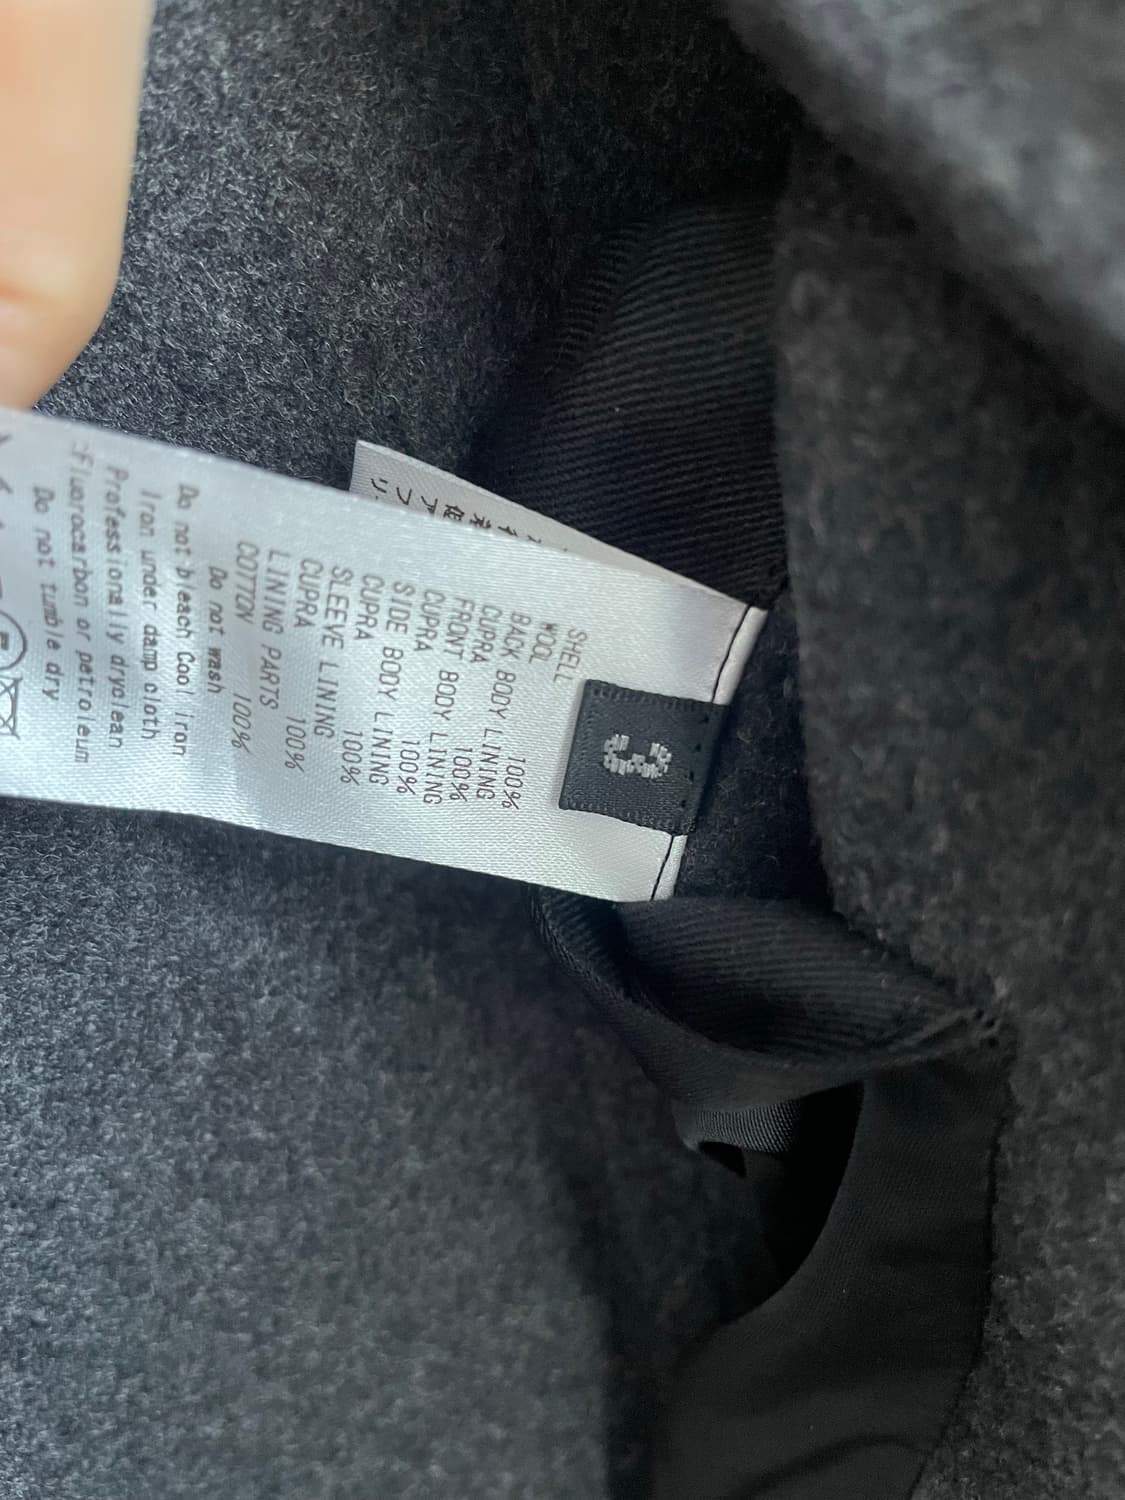 SHELL
WOOL 100%
BACK BODY LINING
CUPRA 100%
FRONT BODY LINING
CUPRA 100%
SIDE BODY LINING
CUPRA 100%
SLEEVE LINING
CUPRA 100%
LINING PARTS
COTTON 100%
Do not wash
Do not bleach Cool iron
Iron under damp cloth
Professionally dryclean
:Fluorocarbon or petroleum
Do not tumble dry